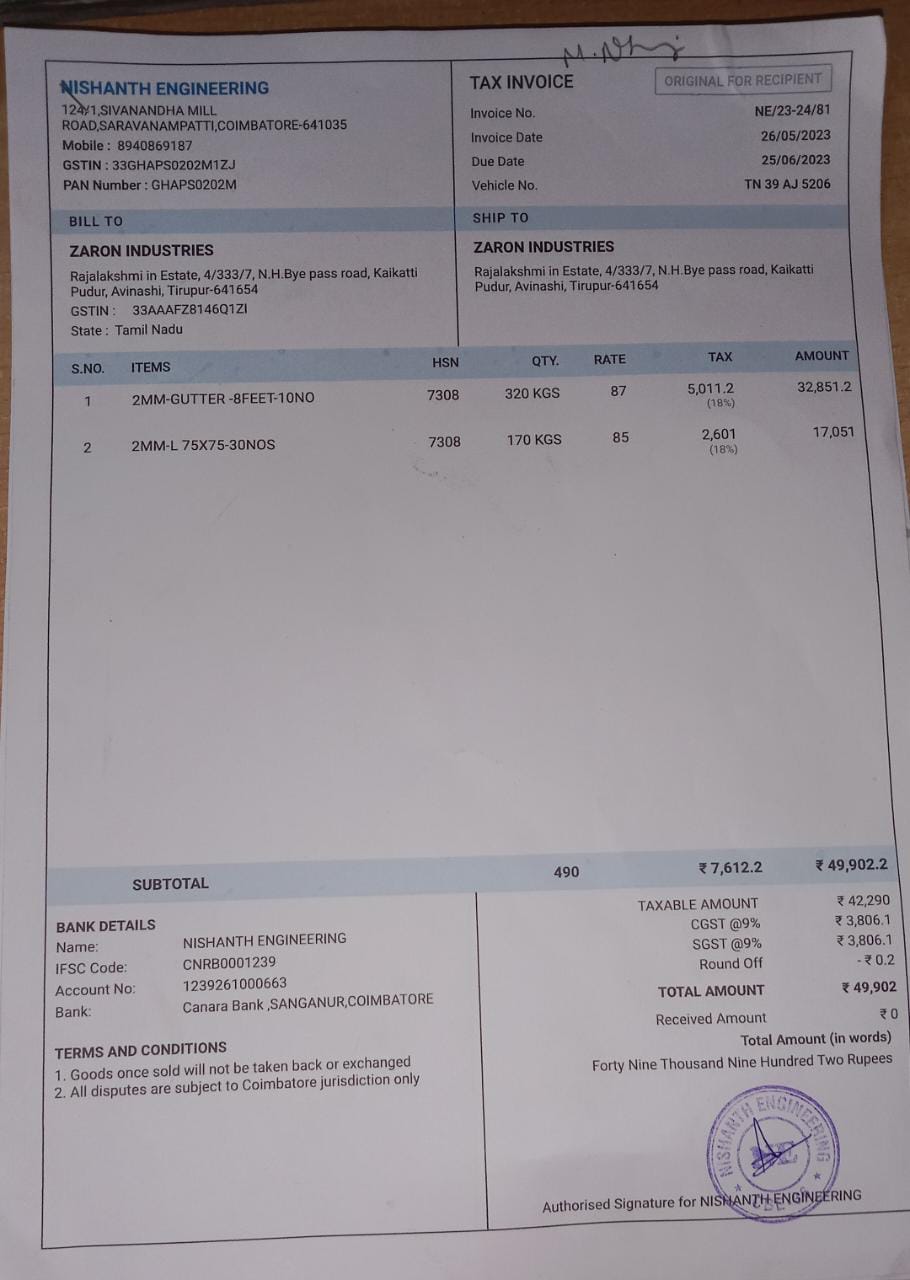 NISHANTH ENGINEERING
124/1,SIVANANDHA MILL
ROAD,SARAVANAMPATTI,COIMBATORE-641035
Mobile : 8940869187
GSTIN : 33GHAPS0202M1ZJ
PAN Number : GHAPS0202M
TAX INVOICE
ORIGINAL FOR RECIPIENT
Invoice No. NE/23-24/81
Invoice Date 26/05/2023
Due Date 25/06/2023
Vehicle No. TN 39 AJ 5206
BILL TO
ZARON INDUSTRIES
Rajalakshmi in Estate, 4/333/7, N.H.Bye pass road, Kaikatti
Pudur, Avinashi, Tirupur-641654
GSTIN : 33AAAFZ8146Q1ZI
State : Tamil Nadu
SHIP TO
ZARON INDUSTRIES
Rajalakshmi in Estate, 4/333/7, N.H.Bye pass road, Kaikatti
Pudur, Avinashi, Tirupur-641654
S.NO. ITEMS HSN QTY. RATE TAX AMOUNT
1 2MM-GUTTER -8FEET-10NO 7308 320 KGS 87 5,011.2 32,851.2
(18%)
2 2MM-L 75X75-30NOS 7308 170 KGS 85 2,601 17,051
(18%)
SUBTOTAL 490 ₹ 7,612.2 ₹ 49,902.2
BANK DETAILS
Name: NISHANTH ENGINEERING
IFSC Code: CNRB0001239
Account No: 1239261000663
Bank: Canara Bank ,SANGANUR,COIMBATORE
TERMS AND CONDITIONS
1. Goods once sold will not be taken back or exchanged
2. All disputes are subject to Coimbatore jurisdiction only
TAXABLE AMOUNT ₹ 42,290
CGST @9% ₹ 3,806.1
SGST @9% ₹ 3,806.1
Round Off -₹ 0.2
TOTAL AMOUNT ₹ 49,902
Received Amount ₹ 0
Total Amount (in words)
Forty Nine Thousand Nine Hundred Two Rupees
NISHANTH ENGINEERING
Authorised Signature for NISHANTH ENGINEERING